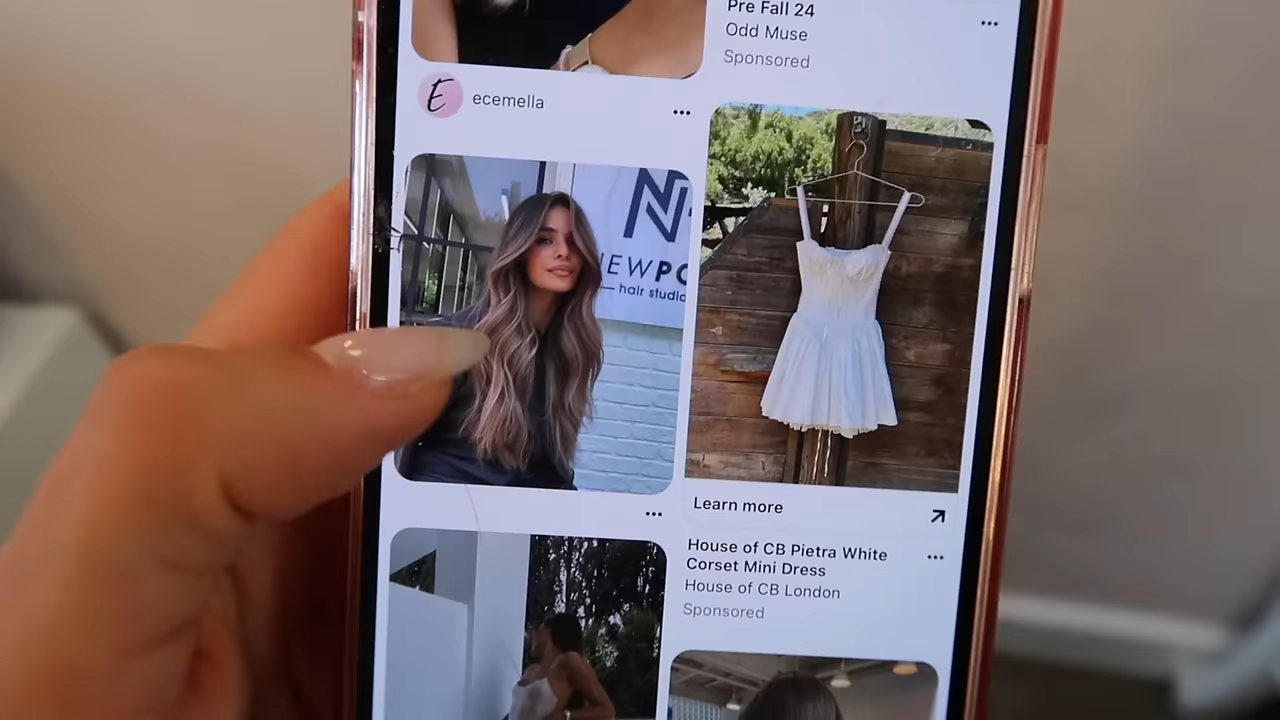 Pre Fall 24
Odd Muse
Sponsored
E
ecemella
N
hair studio
Learn more
House of CB Pietra White
Corset Mini Dress
House of CB London
Sponsored